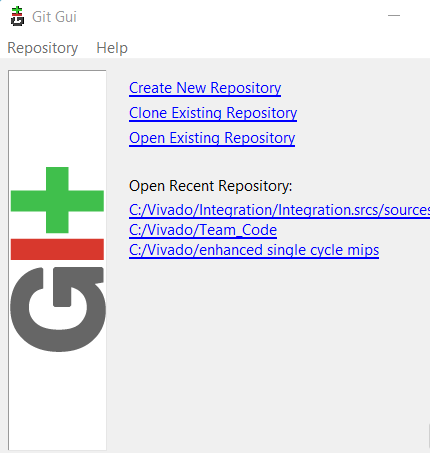 Git Gui
Repository Help
Create New Repository
Clone Existing Repository
Open Existing Repository
Open Recent Repository:
C:/Vivado/Integration/Integration.srcs/sources
C:/Vivado/Team_Code
C:/Vivado/enhanced single cycle mips
Git